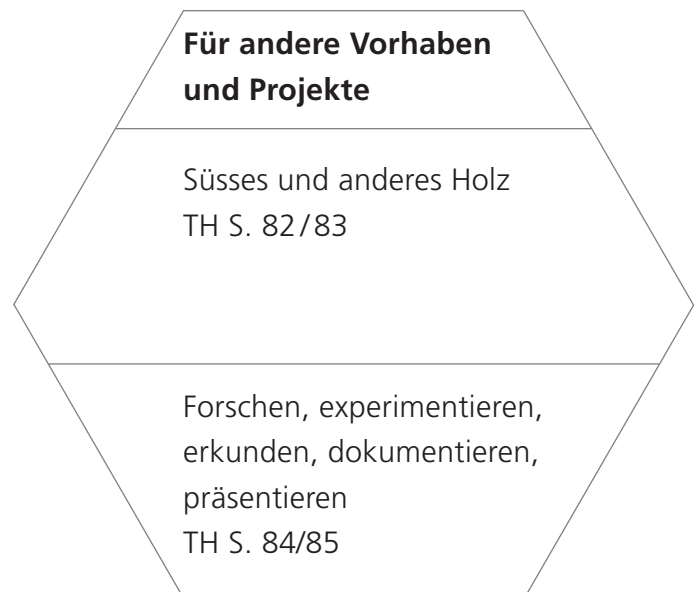 Für andere Vorhaben
und Projekte
Süsses und anderes Holz
TH S. 82/83
Forschen, experimentieren,
erkunden, dokumentieren,
präsentieren
TH S. 84/85